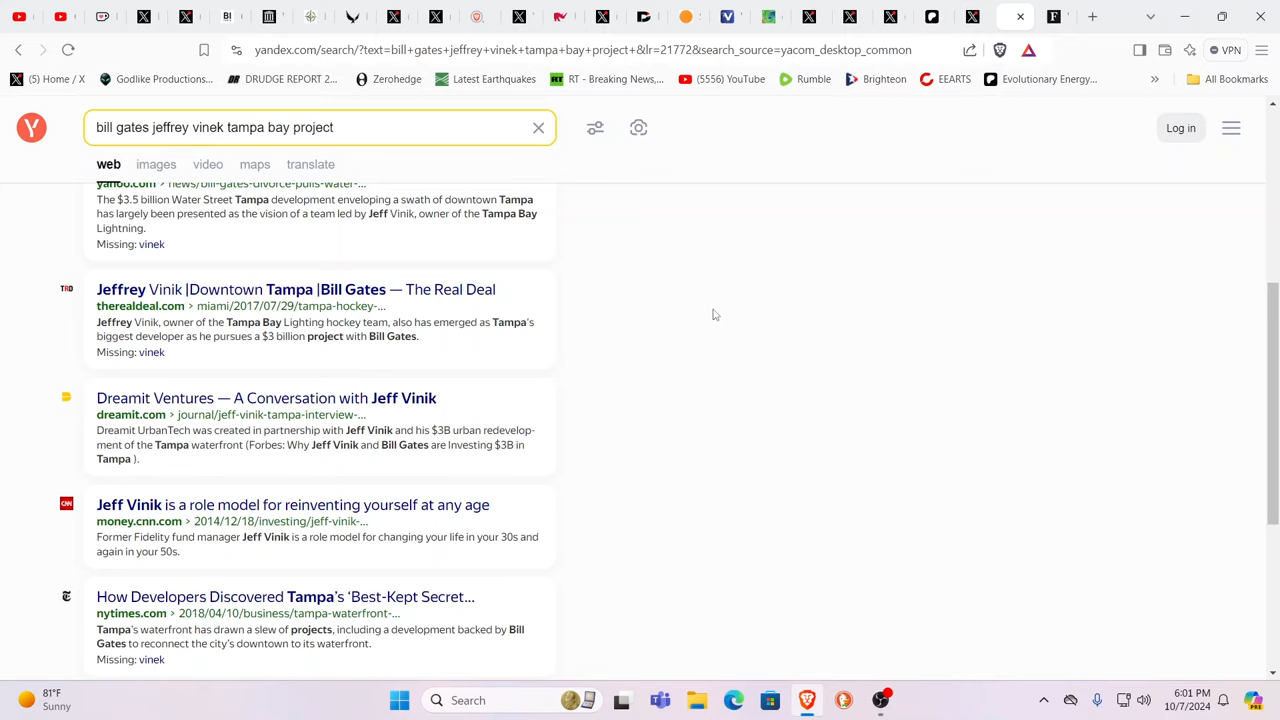 yandex.com/search/?text=bill+gates+jeffrey+vinek+tampa+bay+project+&lr=21772&search_source=yacom_desktop_common
VPN
(5) Home / X
Godlike Productions...
DRUDGE REPORT 2...
Zerohedge
Latest Earthquakes
RT - Breaking News,...
(5556) YouTube
Rumble
Brighteon
EEARTS
Evolutionary Energy...
»
All Bookmarks
Y
bill gates jeffrey vinek tampa bay project
Log in
web images video maps translate
yahoo.com › news/bill-gates-divorce-pulls-water-...
The $3.5 billion Water Street Tampa development enveloping a swath of downtown Tampa
has largely been presented as the vision of a team led by Jeff Vinik, owner of the Tampa Bay
Lightning.
Missing: vinek
TRD
Jeffrey Vinik |Downtown Tampa |Bill Gates — The Real Deal
therealdeal.com › miami/2017/07/29/tampa-hockey-...
Jeffrey Vinik, owner of the Tampa Bay Lighting hockey team, also has emerged as Tampa's
biggest developer as he pursues a $3 billion project with Bill Gates.
Missing: vinek
Dreamit Ventures — A Conversation with Jeff Vinik
dreamit.com › journal/jeff-vinik-tampa-interview-...
Dreamit UrbanTech was created in partnership with Jeff Vinik and his $3B urban redevelop-
ment of the Tampa waterfront (Forbes: Why Jeff Vinik and Bill Gates are Investing $3B in
Tampa ).
CNN
Jeff Vinik is a role model for reinventing yourself at any age
money.cnn.com › 2014/12/18/investing/jeff-vinik-...
Former Fidelity fund manager Jeff Vinik is a role model for changing your life in your 30s and
again in your 50s.
How Developers Discovered Tampa's ‘Best-Kept Secret...
nytimes.com › 2018/04/10/business/tampa-waterfront-...
Tampa's waterfront has drawn a slew of projects, including a development backed by Bill
Gates to reconnect the city's downtown to its waterfront.
Missing: vinek
81°F
Sunny
Search
6:01 PM
10/7/2024